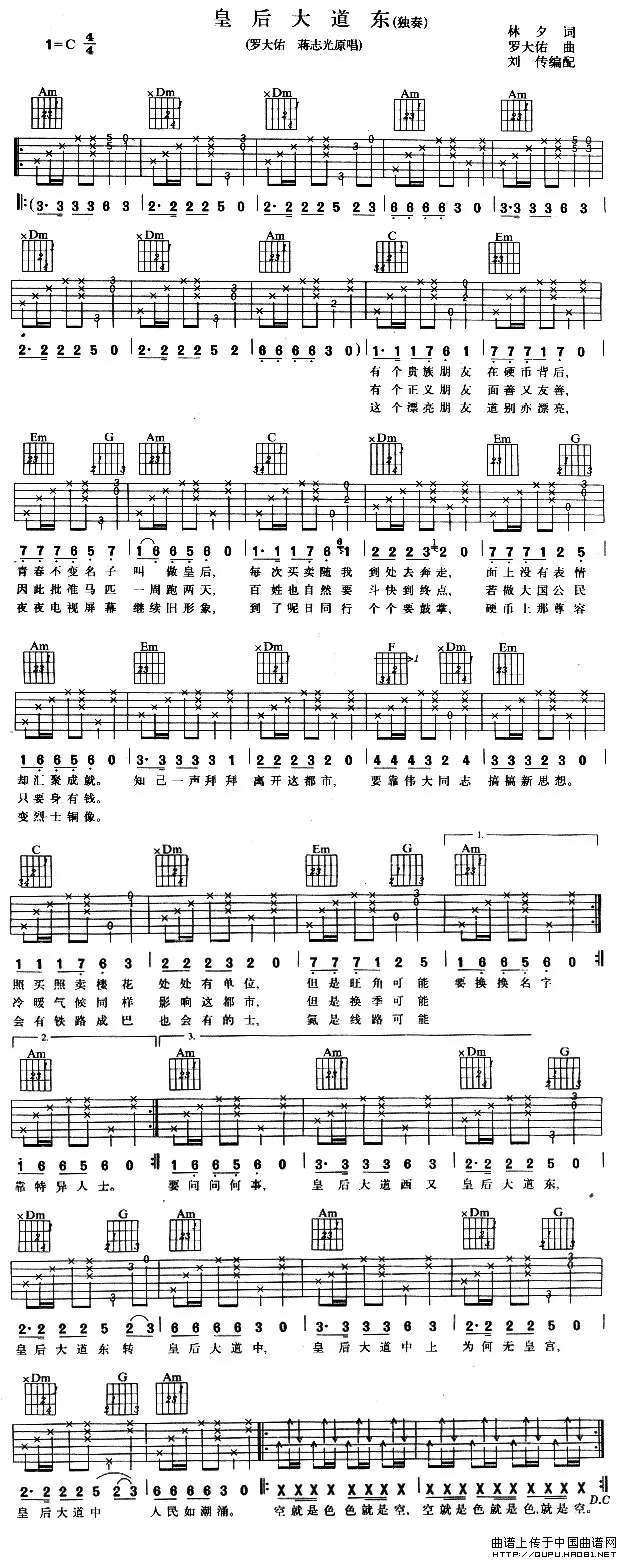 皇后大道东(独奏)
1=C 4/4
(罗大佑 蒋志光原唱)
林夕 词
罗大佑 曲
刘传编配
Am ×Dm ×Dm Am Am
(3·3 3 3 6 3 2·2 2 2 5 0 2·2 2 2 5 2 3 6 6 6 6 3 0 3·3 3 3 6 3
×Dm ×Dm Am C Em
2·2 2 2 5 0 2·2 2 2 5 2 6 6 6 6 3 0) 1·1 1 7 6 1 7 7 7 1 7 0
有个贵族朋友 在硬币背后,
有个正义朋友 面善又友善,
这个漂亮朋友 道别亦漂亮,
Em G Am C ×Dm Em G
7 7 7 6 5 7 1 6 6 5 6 0 2 2 2 3 2 0 7 7 7 1 2 5
青春不变名子 叫做皇后, 每次买卖随我 到处去奔走, 面上没有表情
因此批准马匹 一周跑两天, 百姓也自然要 斗快到终点, 若做大国公民
夜夜电视屏幕 继续旧形象, 到了呢日同行 个个要鼓掌, 硬币上那尊容
Am Em ×Dm F ×Dm Em
1 6 6 5 6 0 3·3 3 3 3 1 2 2 2 3 2 0 4 4 4 4 3 2 4 3 3 3 2 3 0
却汇聚成就。 知己一声拜拜 离开这都市, 要靠伟大同志 搞搞新思想。
只要身有钱。
变烈士铜像。
C ×Dm Em G 1. Am
1 1 1 7 6 3 2 2 2 3 2 0 7 7 7 1 2 5 1 6 6 5 6 0
照买照卖楼花 处处有单位, 但是旺角可能 要换换名字
冷暖气候同样 影响这都市, 但是换季可能
会有铁路成巴 也会有的士, 氮是线路可能
2. Am 3. Am Am ×Dm G
1 6 6 5 6 0 1 6 6 5 6 0 3·3 3 3 6 3 2·2 2 2 5 0
靠特异人士。 要问问何事, 皇后大道西又 皇后大道东,
×Dm G Am Am ×Dm G
2·2 2 2 5 2 3 6 6 6 6 3 0 3·3 3 3 6 3 2·2 2 2 5 0
皇后大道东转 皇后大道中, 皇后大道中上 为何无皇宫,
×Dm G Am
2·2 2 2 5 2 3 6 6 6 6 3 0 X X X X X X X X X X X X X X X X
皇后大道中 人民如潮涌。 空就是色色就是空, 空就是色就是色,就是空。
D.C
曲谱上传于中国曲谱网
http://QUPU.HAO81.NET